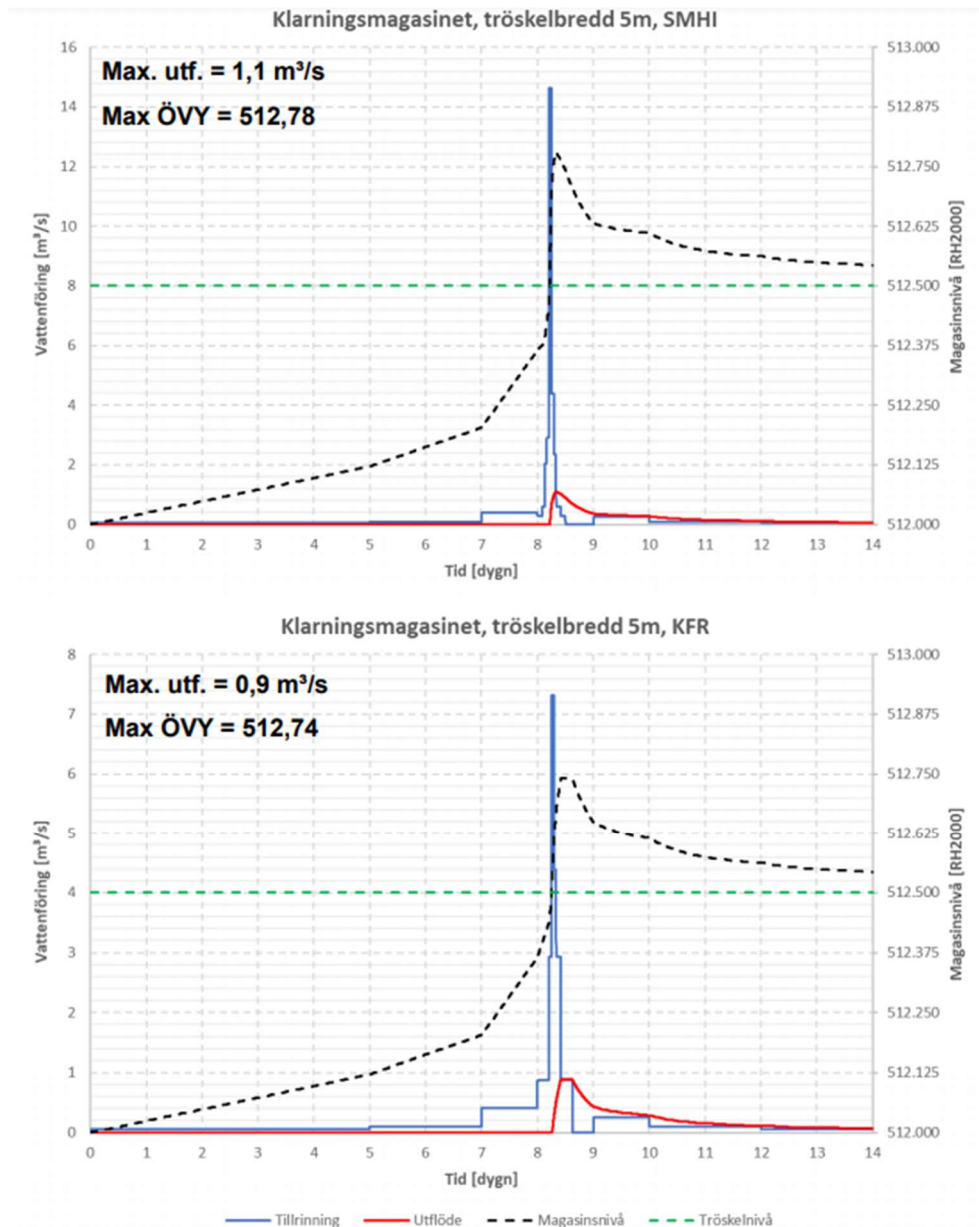 Klarningsmagasinet, tröskelbredd 5m, SMHI
Max. utf. = 1,1 m³/s
Max ÖVY = 512,78
Vattenföring [m³/s]
16
14
12
10
8
6
4
2
0
513.000
512.875
512.750
512.625
512.500
512.375
512.250
512.125
512.000
Magasinsnivå [RH2000]
0 1 2 3 4 5 6 7 8 9 10 11 12 13 14
Tid [dygn]
Klarningsmagasinet, tröskelbredd 5m, KFR
Max. utf. = 0,9 m³/s
Max ÖVY = 512,74
Vattenföring [m³/s]
8
7
6
5
4
3
2
1
0
513.000
512.875
512.750
512.625
512.500
512.375
512.250
512.125
512.000
Magasinsnivå [RH2000]
0 1 2 3 4 5 6 7 8 9 10 11 12 13 14
Tid [dygn]
Tillrinning Utflöde Magasinsnivå Tröskelnivå